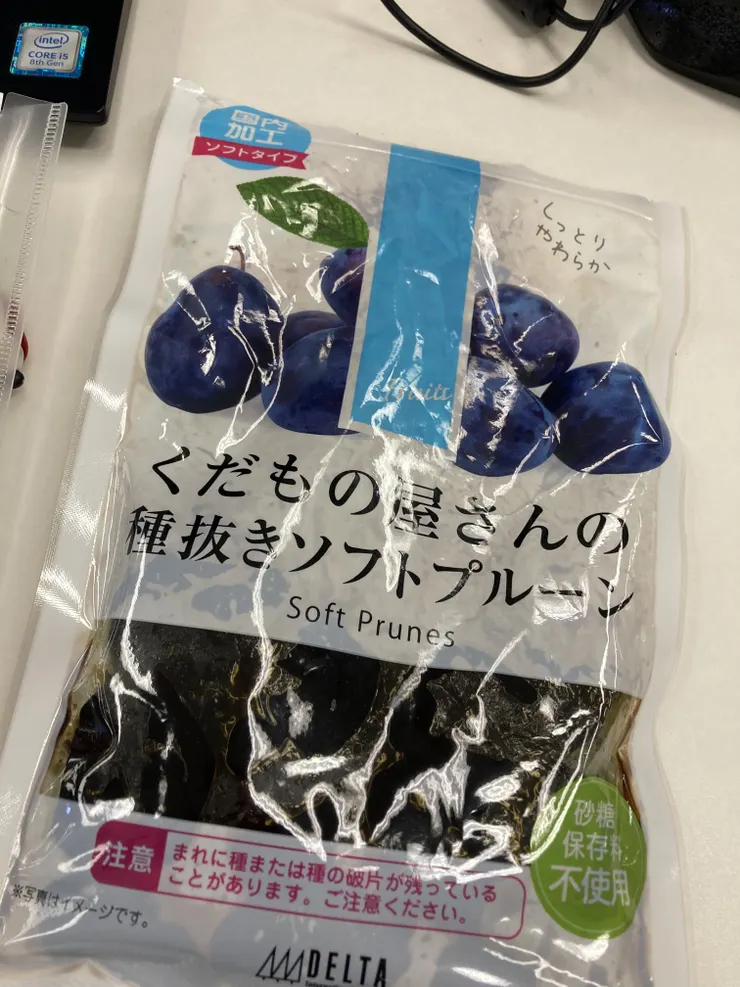 intel
CORE i5
8th Gen
国内
加工
ソフトタイプ
くっとり
やわらか
Fruits
くだもの屋さんの
種抜きソフトプルーン
Soft Prunes
砂糖
保存料
不使用
注意
まれに種または種の破片が残っている
ことがあります。ご注意ください。
※写真はイメージです。
DELTA